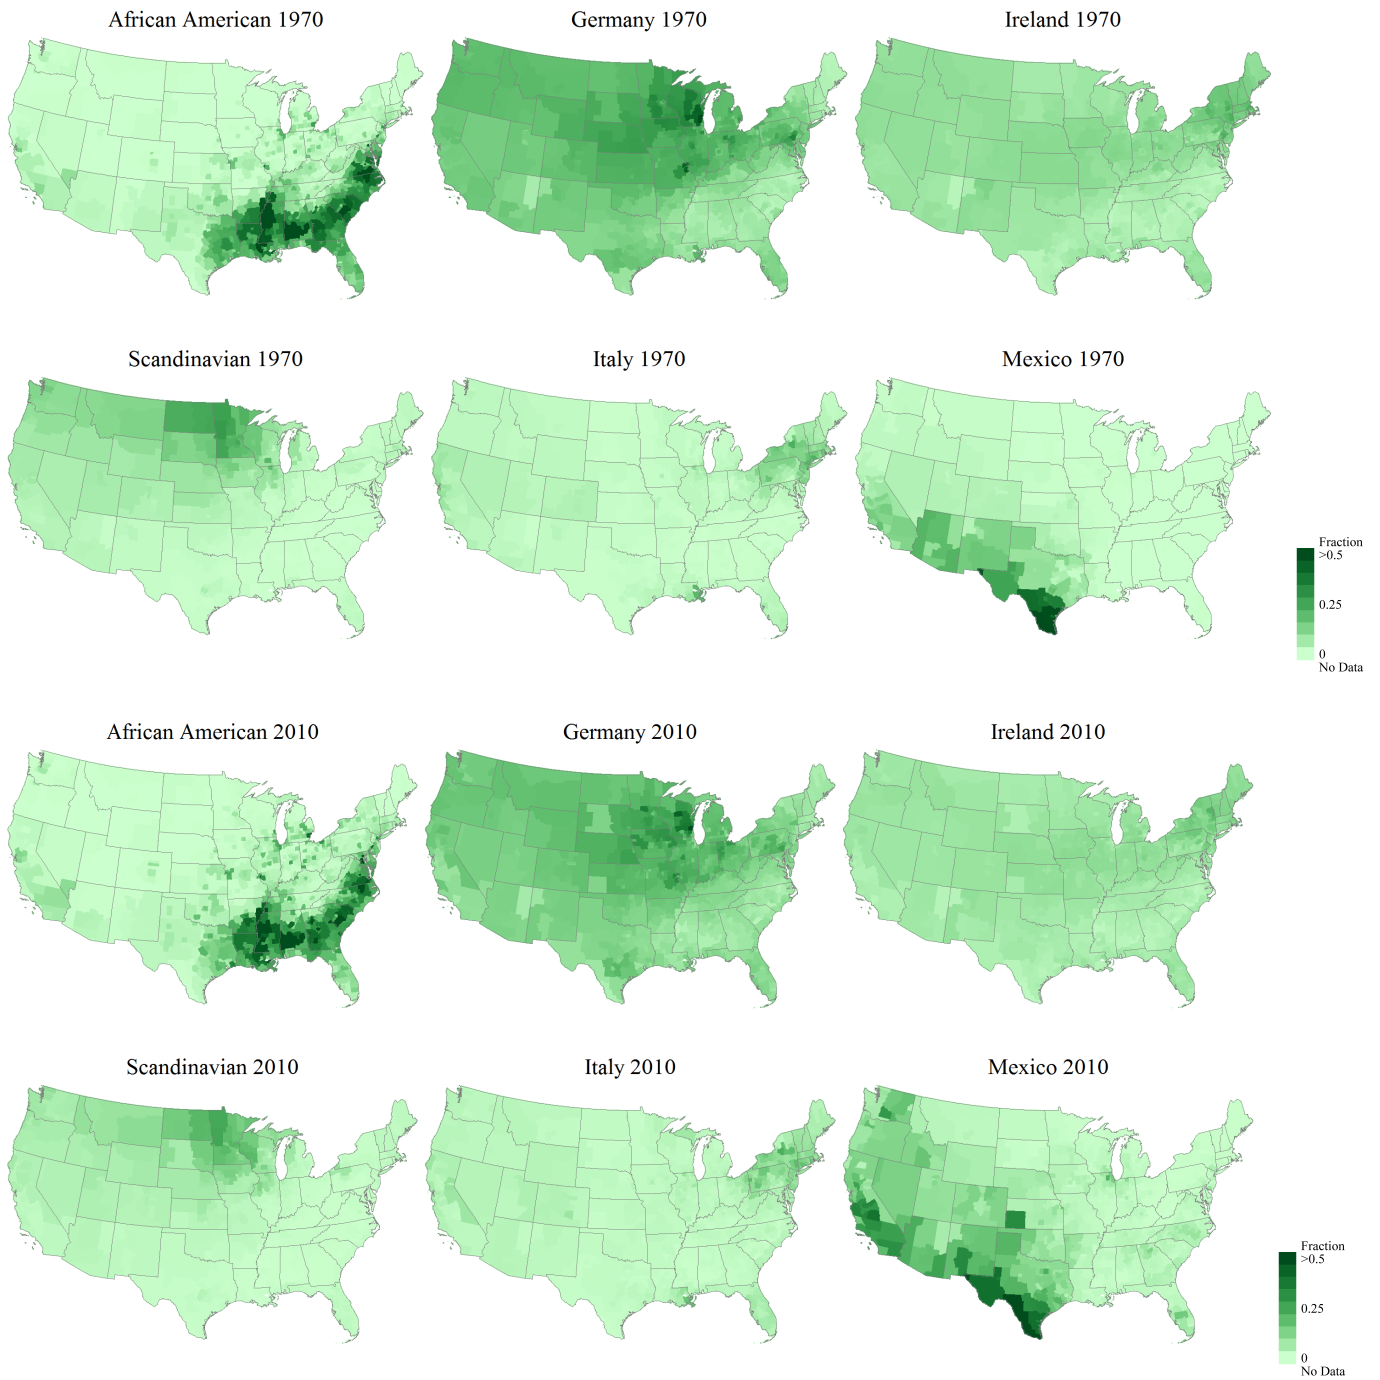 African American 1970
Germany 1970
Ireland 1970
Scandinavian 1970
Italy 1970
Mexico 1970
Fraction
>0.5
0.25
0
No Data
African American 2010
Germany 2010
Ireland 2010
Scandinavian 2010
Italy 2010
Mexico 2010
Fraction
>0.5
0.25
0
No Data